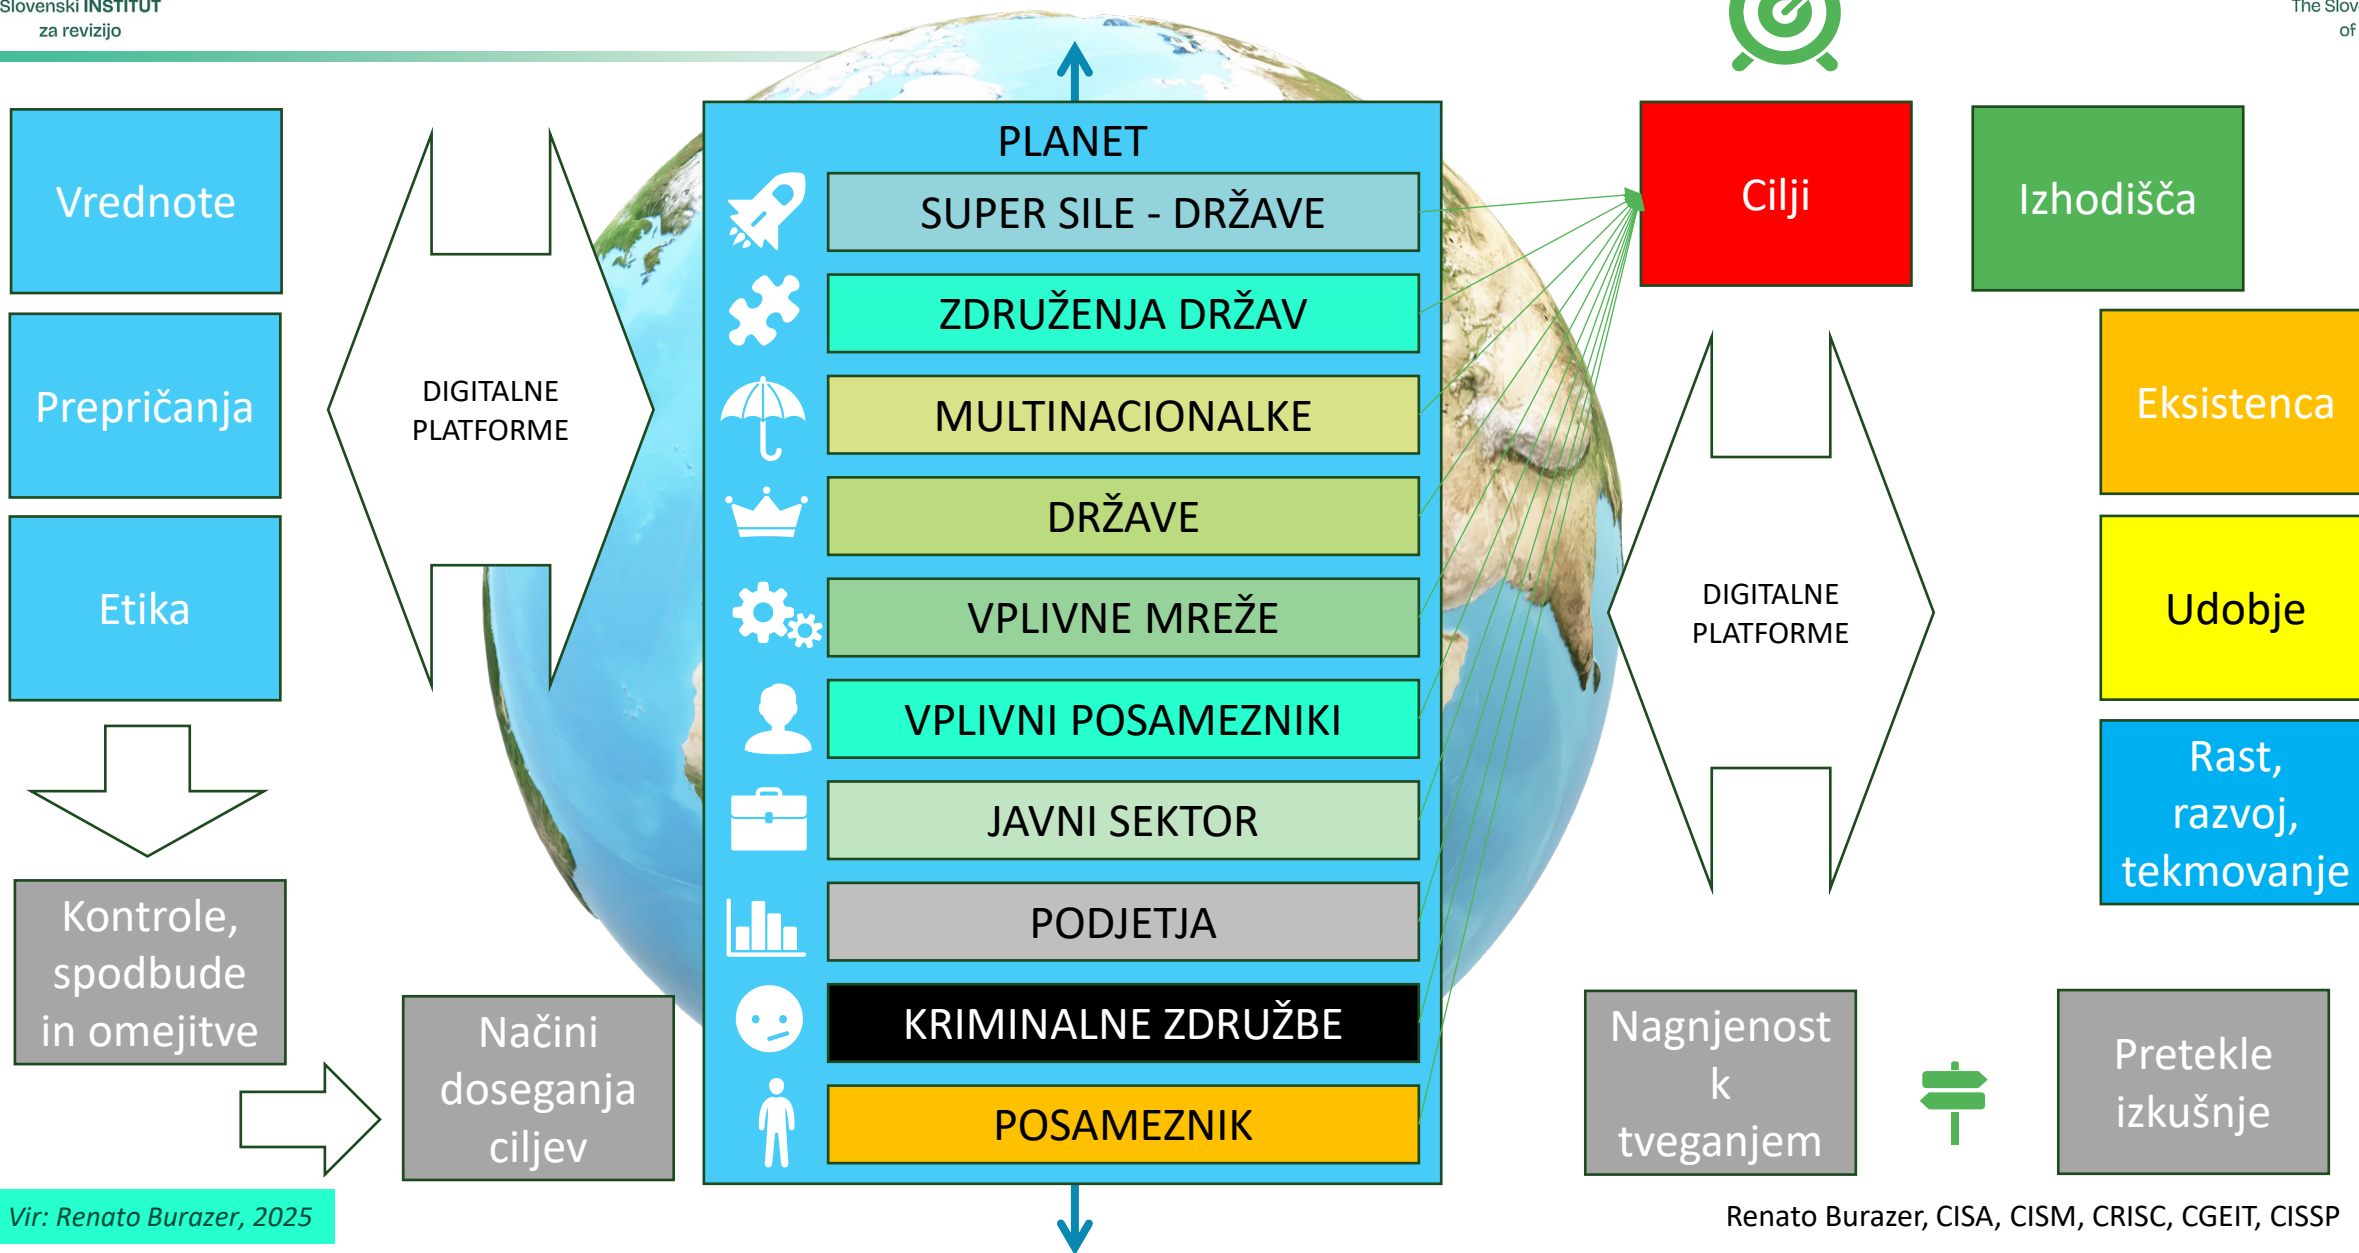 Slovenski INSTITUT
za revizijo
The Slov
of
PLANET
SUPER SILE - DRŽAVE
ZDRUŽENJA DRŽAV
MULTINACIONALKE
DRŽAVE
VPLIVNE MREŽE
VPLIVNI POSAMEZNIKI
JAVNI SEKTOR
PODJETJA
KRIMINALNE ZDRUŽBE
POSAMEZNIK
Vrednote
Prepričanja
Etika
DIGITALNE
PLATFORME
Kontrole,
spodbude
in omejitve
Načini
doseganja
ciljev
Cilji
Izhodišča
DIGITALNE
PLATFORME
Eksistenca
Udobje
Rast,
razvoj,
tekmovanje
Nagnjenost
k
tveganjem
Pretekle
izkušnje
Vir: Renato Burazer, 2025
Renato Burazer, CISA, CISM, CRISC, CGEIT, CISSP